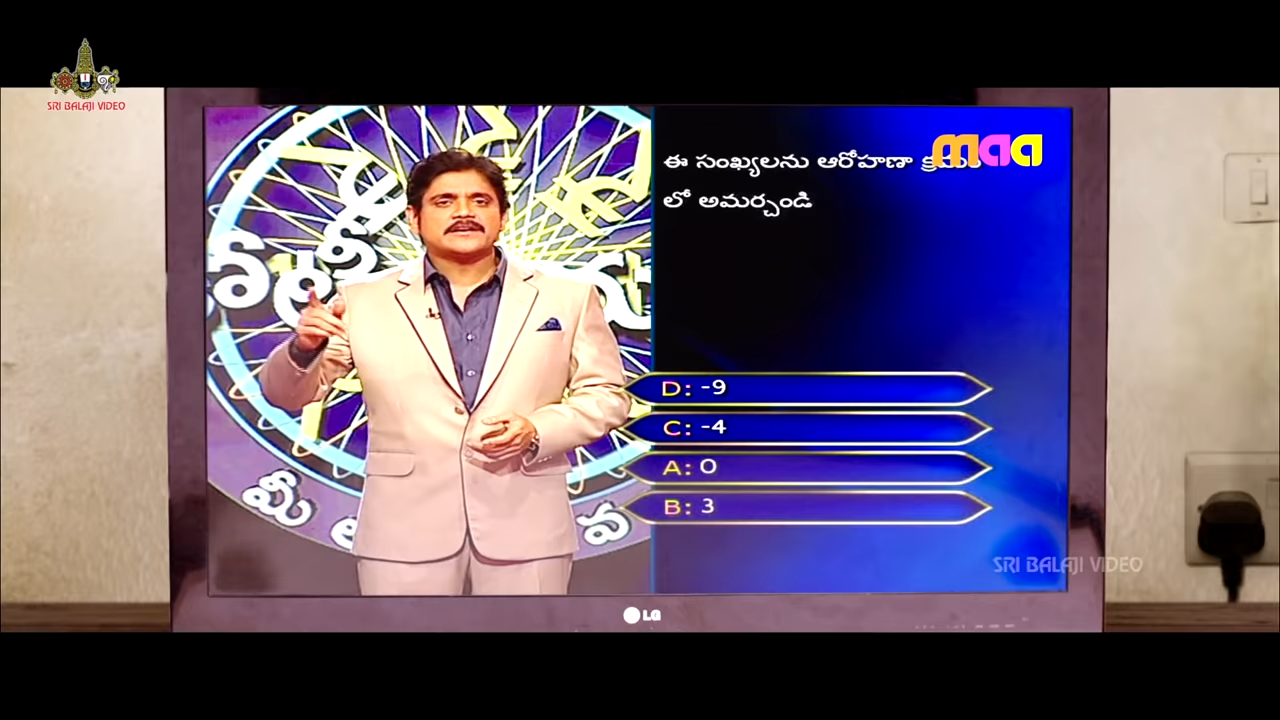 SRI BALAJI VIDEO
maa
ఈ సంఖ్యలను ఆరోహణా
లో అమర్చండి
D: -9
C: -4
A: 0
B: 3
SRI BALAJI VIDEO
LG